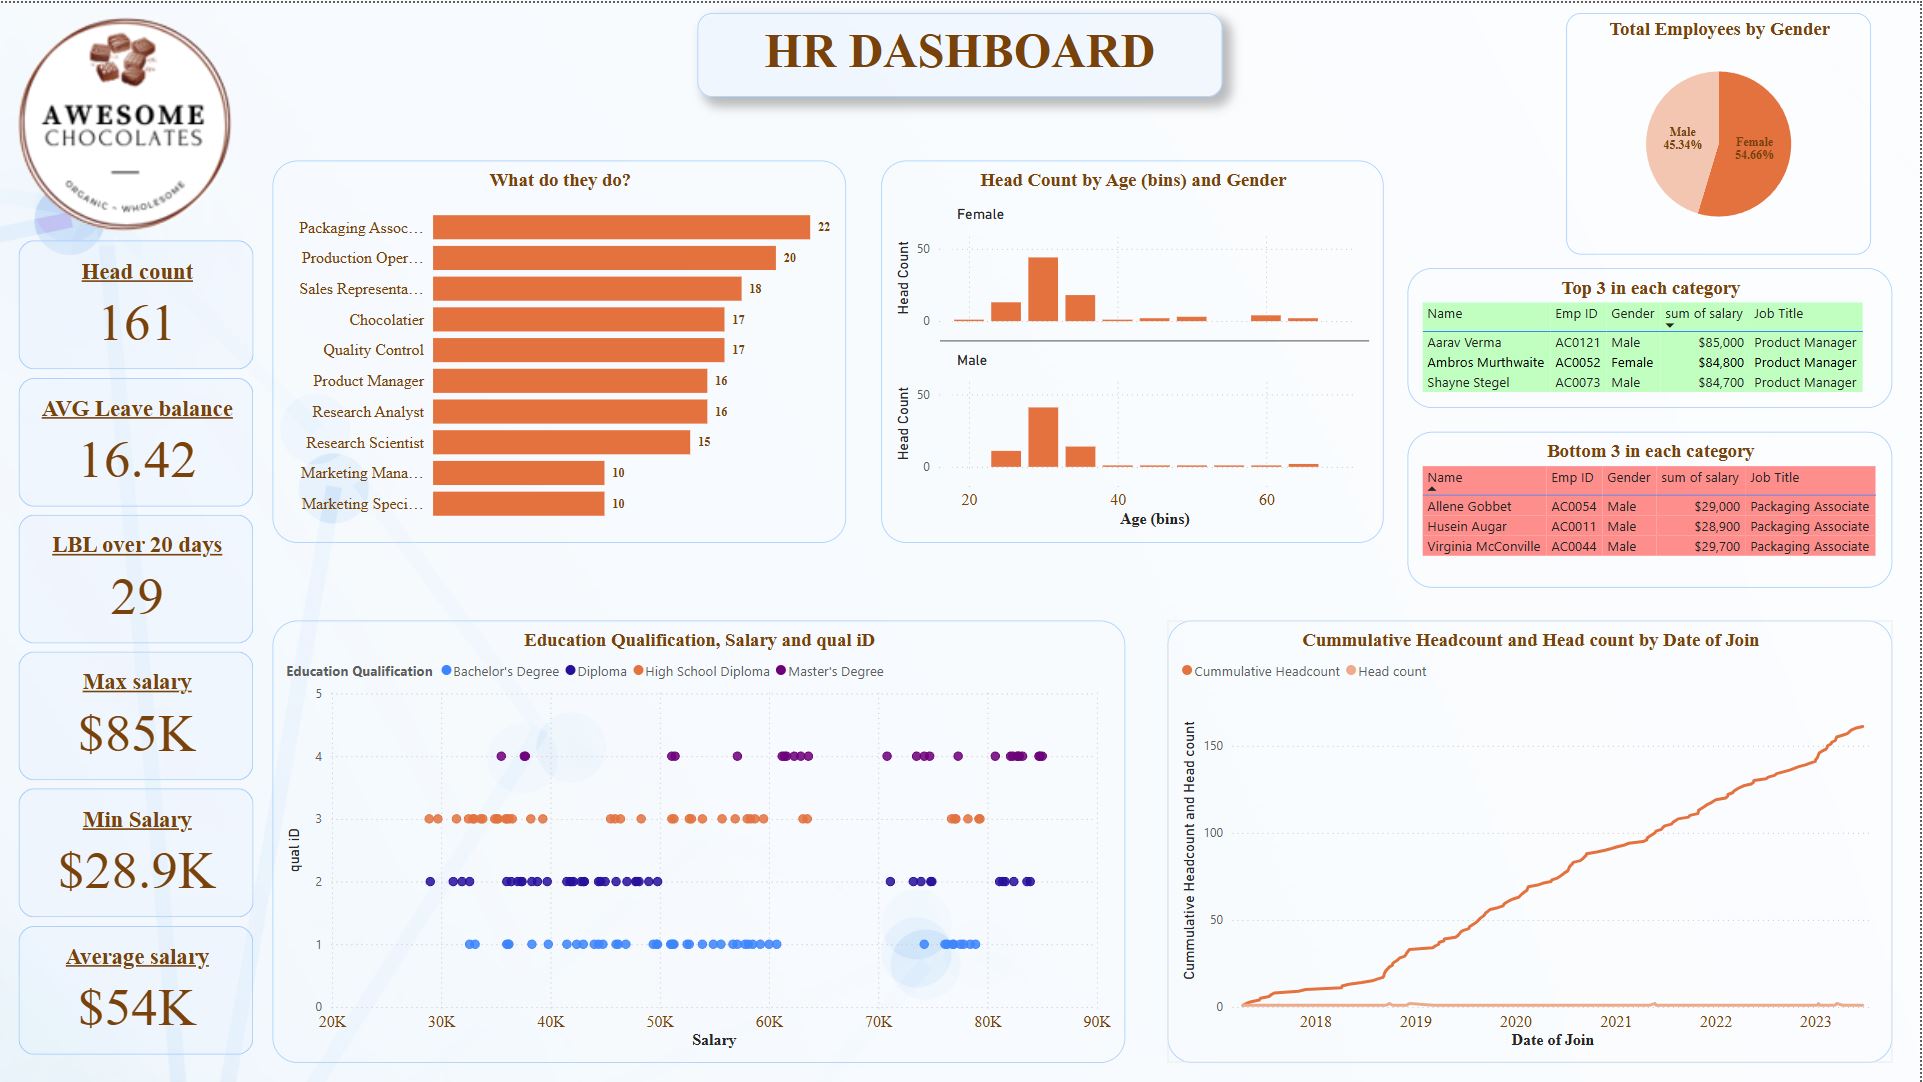 AWESOME
CHOCOLATES
ORGANIC ~ WHOLESOME
HR DASHBOARD
Total Employees by Gender
Male
45.34%
Female
54.66%
Head count
161
AVG Leave balance
16.42
LBL over 20 days
29
Max salary
$85K
Min Salary
$28.9K
Average salary
$54K
What do they do?
Packaging Assoc… 22
Production Oper… 20
Sales Representa… 18
Chocolatier 17
Quality Control 17
Product Manager 16
Research Analyst 16
Research Scientist 15
Marketing Mana… 10
Marketing Speci… 10
Head Count by Age (bins) and Gender
Female
Head Count
50
0
Male
Head Count
50
0
20 40 60
Age (bins)
Top 3 in each category
Name Emp ID Gender sum of salary Job Title
Aarav Verma AC0121 Male $85,000 Product Manager
Ambros Murthwaite AC0052 Female $84,800 Product Manager
Shayne Stegel AC0073 Male $84,700 Product Manager
Bottom 3 in each category
Name Emp ID Gender sum of salary Job Title
Allene Gobbet AC0054 Male $29,000 Packaging Associate
Husein Augar AC0011 Male $28,900 Packaging Associate
Virginia McConville AC0044 Male $29,700 Packaging Associate
Education Qualification, Salary and qual iD
Education Qualification Bachelor's Degree Diploma High School Diploma Master's Degree
qual iD
5
4
3
2
1
0
20K 30K 40K 50K 60K 70K 80K 90K
Salary
Cummulative Headcount and Head count by Date of Join
Cummulative Headcount Head count
Cummulative Headcount and Head count
150
100
50
0
2018 2019 2020 2021 2022 2023
Date of Join